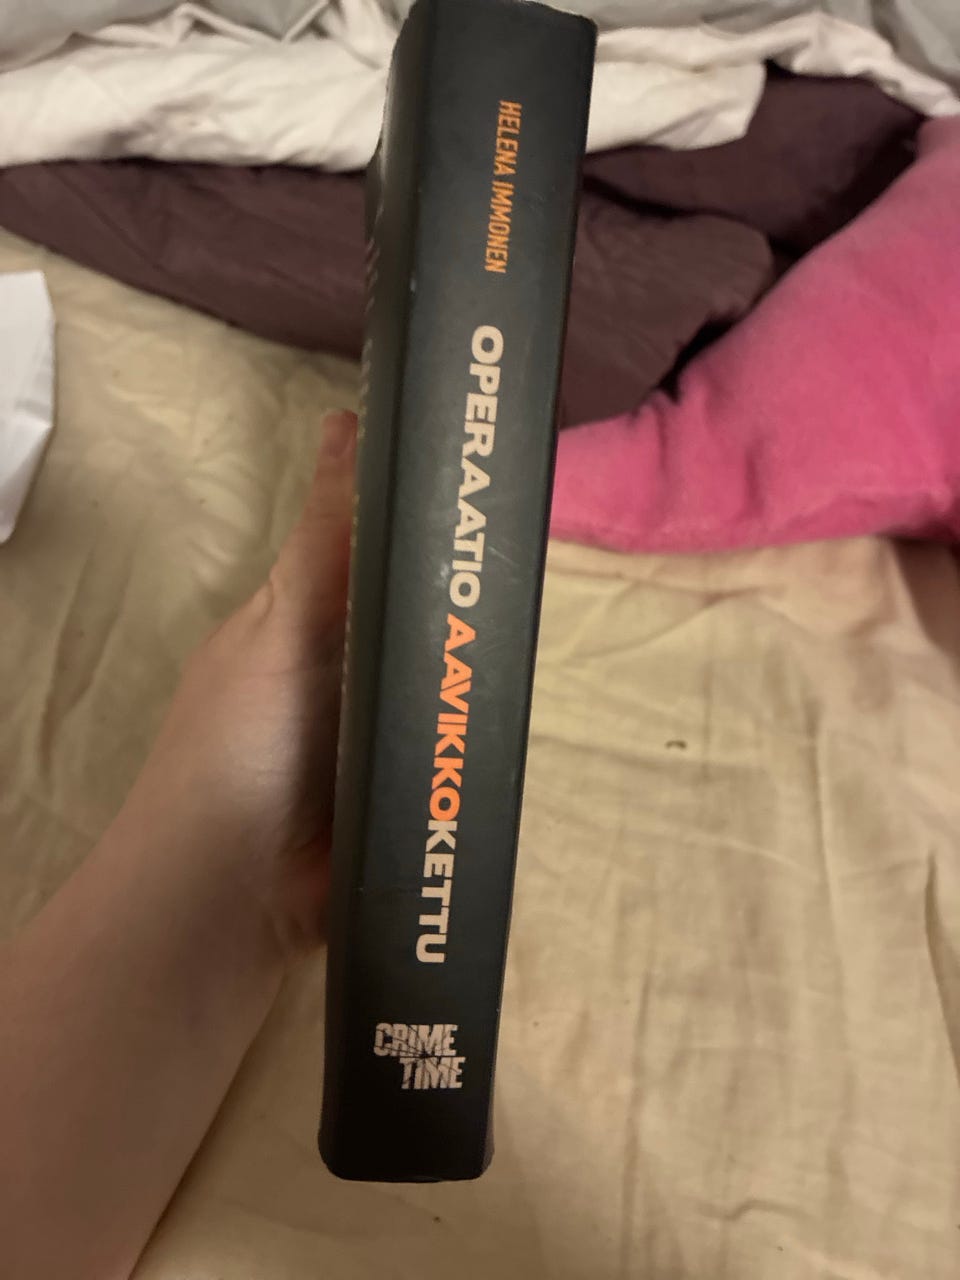 HELENA IMMONEN
OPERAATIO AAVIKKOKETTU
CRIME
TIME